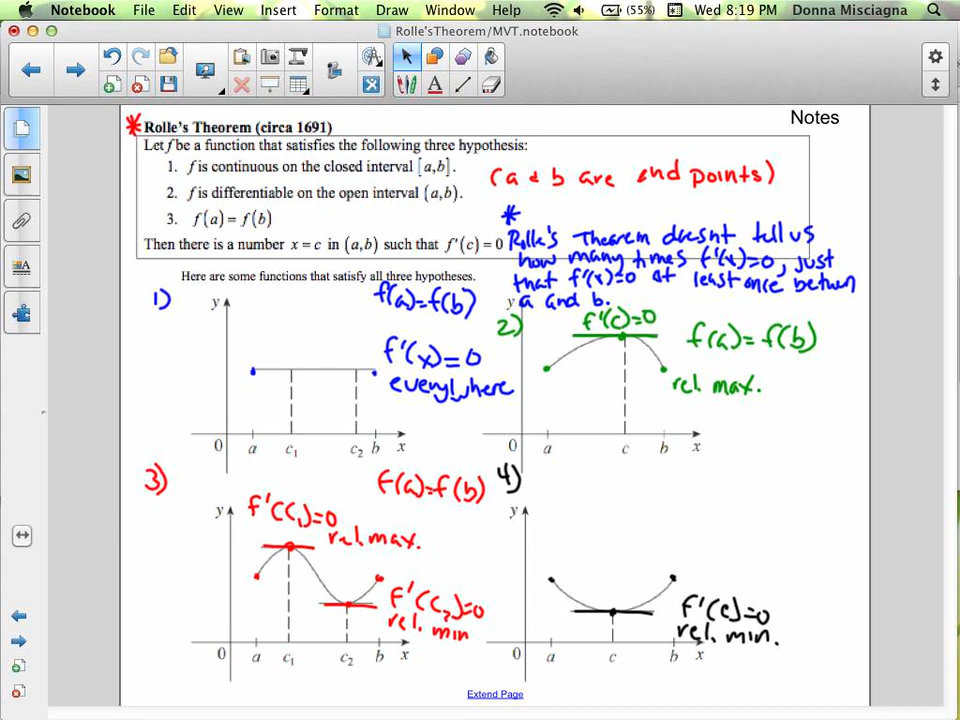 Notebook File Edit View Insert Format Draw Window Help (55%) Wed 8:19 PM Donna Misciagna
Rolle'sTheorem/MVT.notebook
Notes
* Rolle's Theorem (circa 1691)
Let f be a function that satisfies the following three hypothesis:
1. f is continuous on the closed interval [a,b].
(a & b are end points)
2. f is differentiable on the open interval (a,b).
3. f(a) = f(b)
Then there is a number x = c in (a,b) such that f'(c) = 0
*
Rolle's Theorem doesn't tell us
how many times f'(x)=0, just
that f'(x)=0 at least once betwen
a and b.
Here are some functions that satisfy all three hypotheses.
1)
f(a)=f(b)
y
f'(x)=0
everywhere
0 a c₁ c₂ b x
2)
y
f'(c)=0
f(a)=f(b)
rel. max.
0 a c b x
3)
f(a)=f(b)
y
f'(c₁)=0
rel. max.
f'(c₂)=0
rel. min
0 a c₁ c₂ b x
4)
y
f'(c)=0
rel. min.
0 a c b x
Extend Page